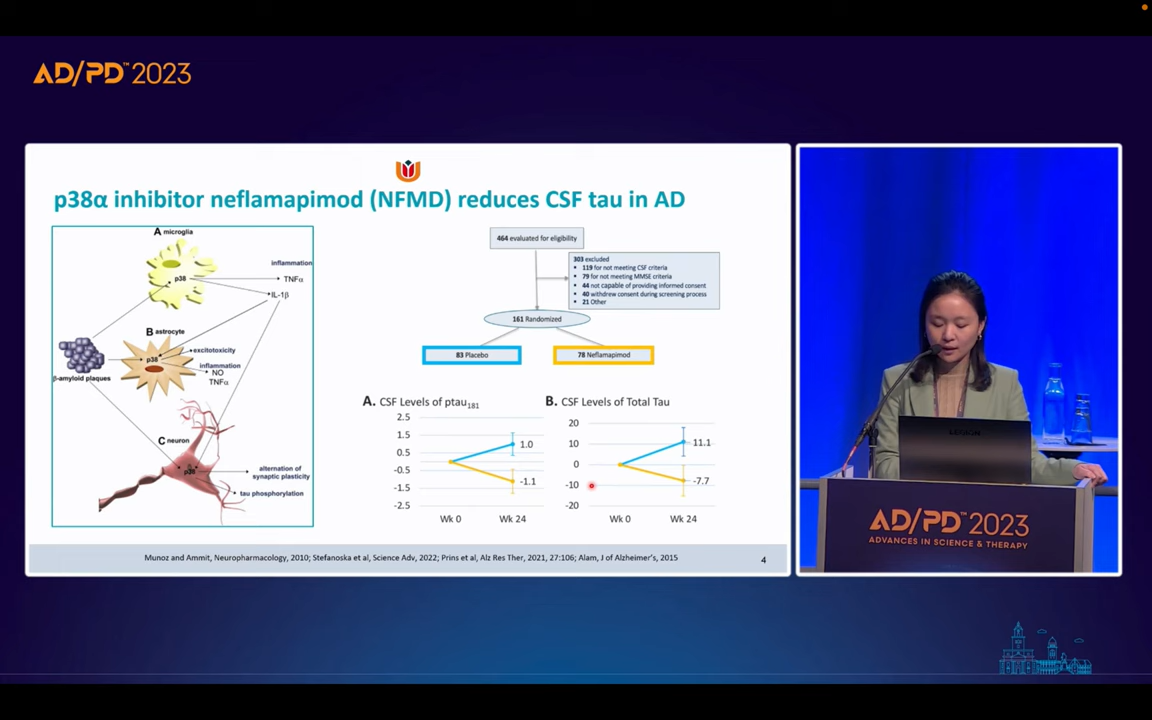 AD/PD™ 2023
p38α inhibitor neflamapimod (NFMD) reduces CSF tau in AD
A microglia
p38
inflammation
TNFα
IL-1β
B astrocyte
p38
excitotoxicity
inflammation
NO
TNFα
β-amyloid plaques
C neuron
p38
alternation of
synaptic plasticity
tau phosphorylation
464 evaluated for eligibility
303 excluded
• 119 for not meeting CSF criteria
• 79 for not meeting MMSE criteria
• 44 not capable of providing informed consent
• 40 withdrew consent during screening process
• 21 Other
161 Randomized
83 Placebo
78 Neflamapimod
A. CSF Levels of ptau181
2.5
1.5
0.5
-0.5
-1.5
-2.5
1.0
-1.1
Wk 0
Wk 24
B. CSF Levels of Total Tau
20
10
0
-10
-20
11.1
-7.7
Wk 0
Wk 24
Munoz and Ammit, Neuropharmacology, 2010; Stefanoska et al, Science Adv, 2022; Prins et al, Alz Res Ther, 2021, 27:106; Alam, J of Alzheimer's, 2015
4
AD/PD™ 2023
ADVANCES IN SCIENCE & THERAPY